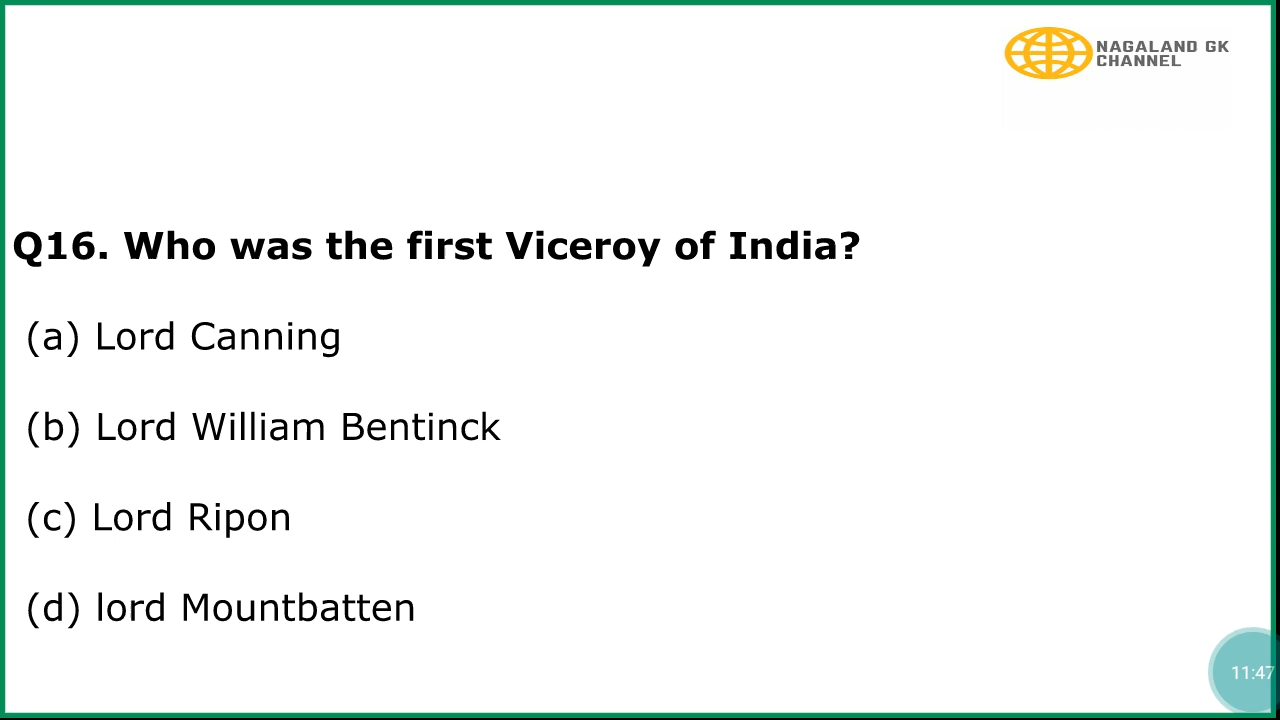 NAGALAND GK
CHANNEL
Q16. Who was the first Viceroy of India?
(a) Lord Canning
(b) Lord William Bentinck
(c) Lord Ripon
(d) lord Mountbatten
11:47